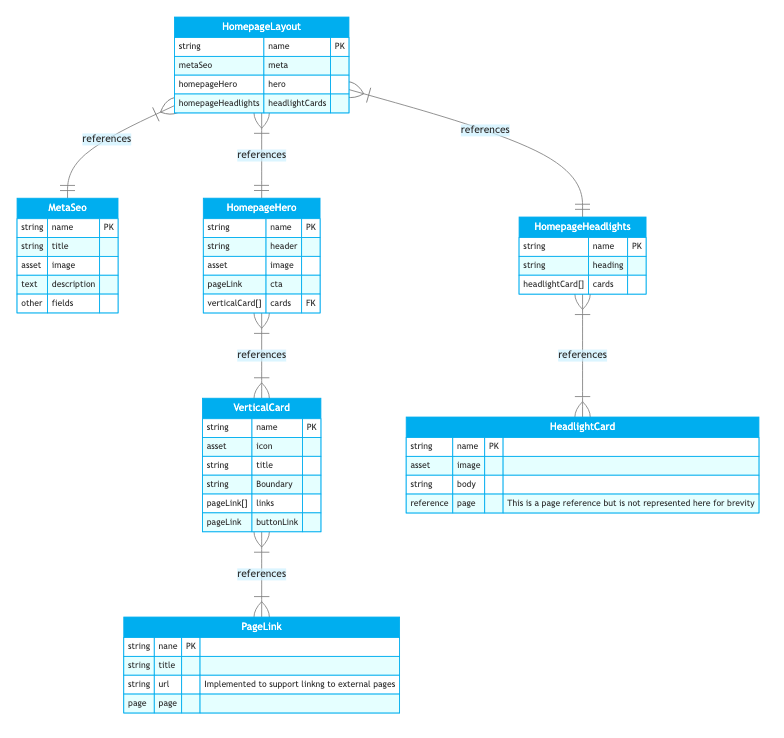 HomepageLayout
string name PK
metaSeo meta
homepageHero hero
homepageHeadlights headlightCards
references
references
references
MetaSeo
string name PK
string title
asset image
text description
other fields
HomepageHero
string name PK
string header
asset image
pageLink cta
verticalCard[] cards FK
HomepageHeadlights
string name PK
string heading
headlightCard[] cards
references
references
VerticalCard
string name PK
asset icon
string title
string Boundary
pageLink[] links
pageLink buttonLink
HeadlightCard
string name PK
asset image
string body
reference page This is a page reference but is not represented here for brevity
references
PageLink
string nane PK
string title
string url Implemented to support linkng to external pages
page page